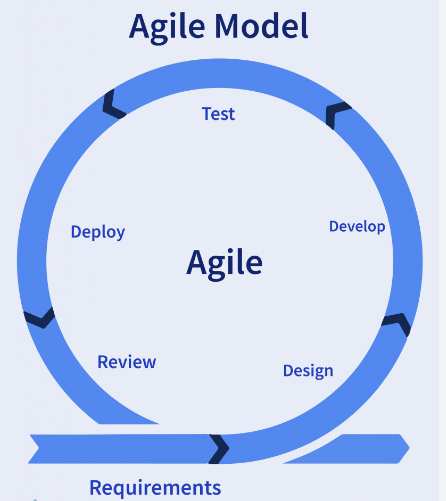 Agile Model
Test
Deploy
Develop
Agile
Review
Design
Requirements